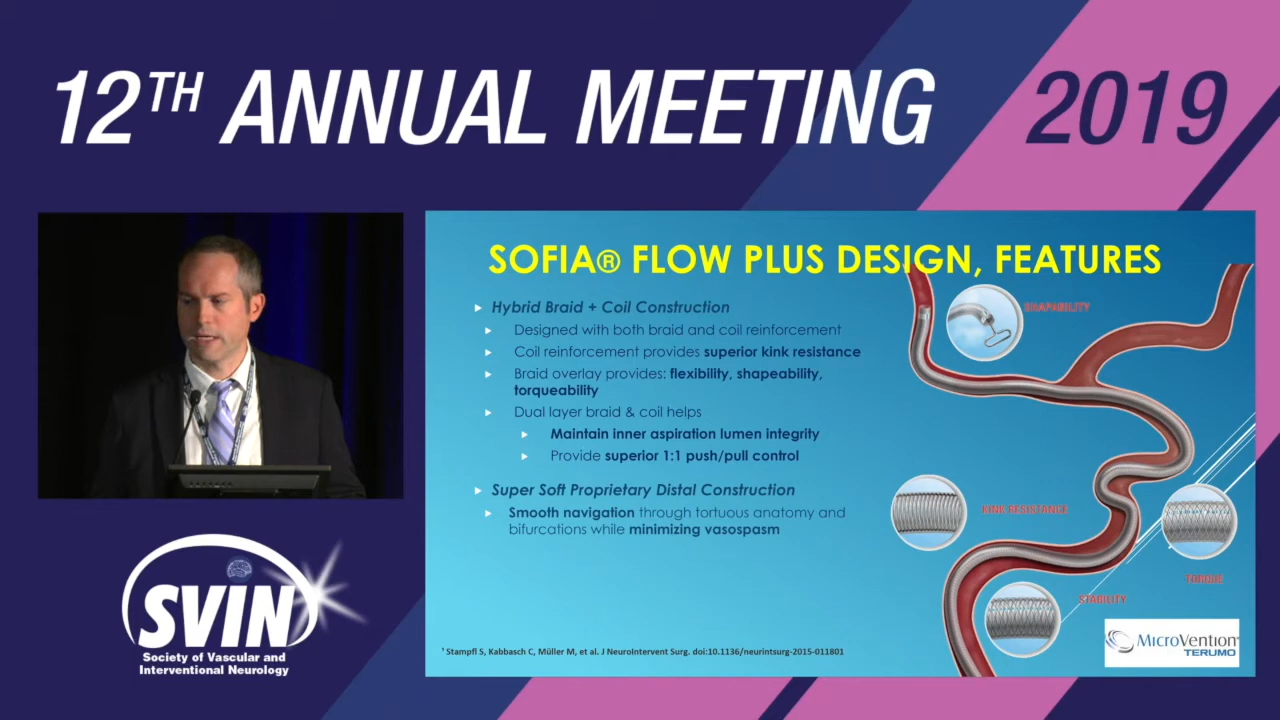 12TH ANNUAL MEETING 2019
SOFIA® FLOW PLUS DESIGN, FEATURES
Hybrid Braid + Coil Construction
Designed with both braid and coil reinforcement
Coil reinforcement provides superior kink resistance
Braid overlay provides: flexibility, shapeability,
torqueability
Dual layer braid & coil helps
Maintain inner aspiration lumen integrity
Provide superior 1:1 push/pull control
Super Soft Proprietary Distal Construction
Smooth navigation through tortuous anatomy and
bifurcations while minimizing vasospasm
SHAPABILITY
KINK RESISTANCE
TORQUE
STABILITY
¹ Stampfl S, Kabbasch C, Müller M, et al. J NeuroIntervent Surg. doi:10.1136/neurintsurg-2015-011801
MICROVENTION
TERUMO
SVIN
Society of Vascular and
Interventional Neurology